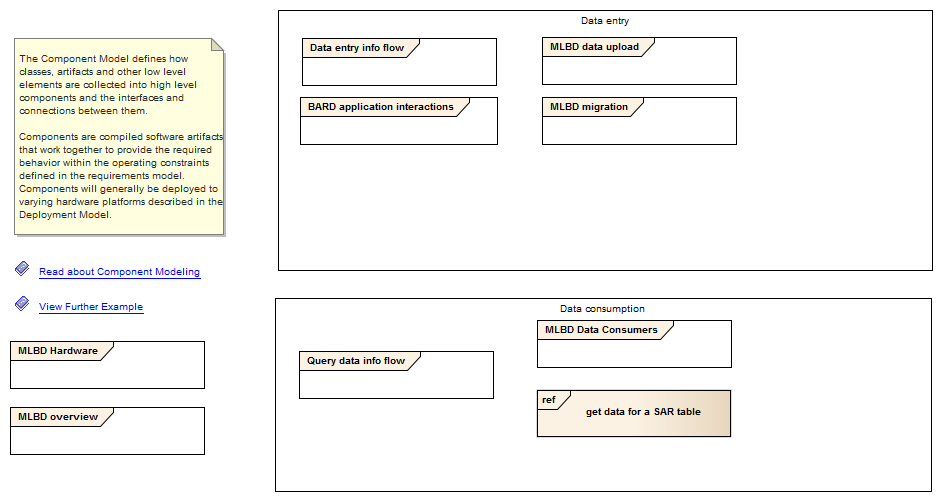 The Component Model defines how
classes, artifacts and other low level
elements are collected into high level
components and the interfaces and
connections between them.
Components are compiled software artifacts
that work together to provide the required
behavior within the operating constraints
defined in the requirements model.
Components will generally be deployed to
varying hardware platforms described in the
Deployment Model.
Read about Component Modeling
View Further Example
MLBD Hardware
MLBD overview
Data entry
Data entry info flow
MLBD data upload
BARD application interactions
MLBD migration
Data consumption
MLBD Data Consumers
Query data info flow
ref
get data for a SAR table